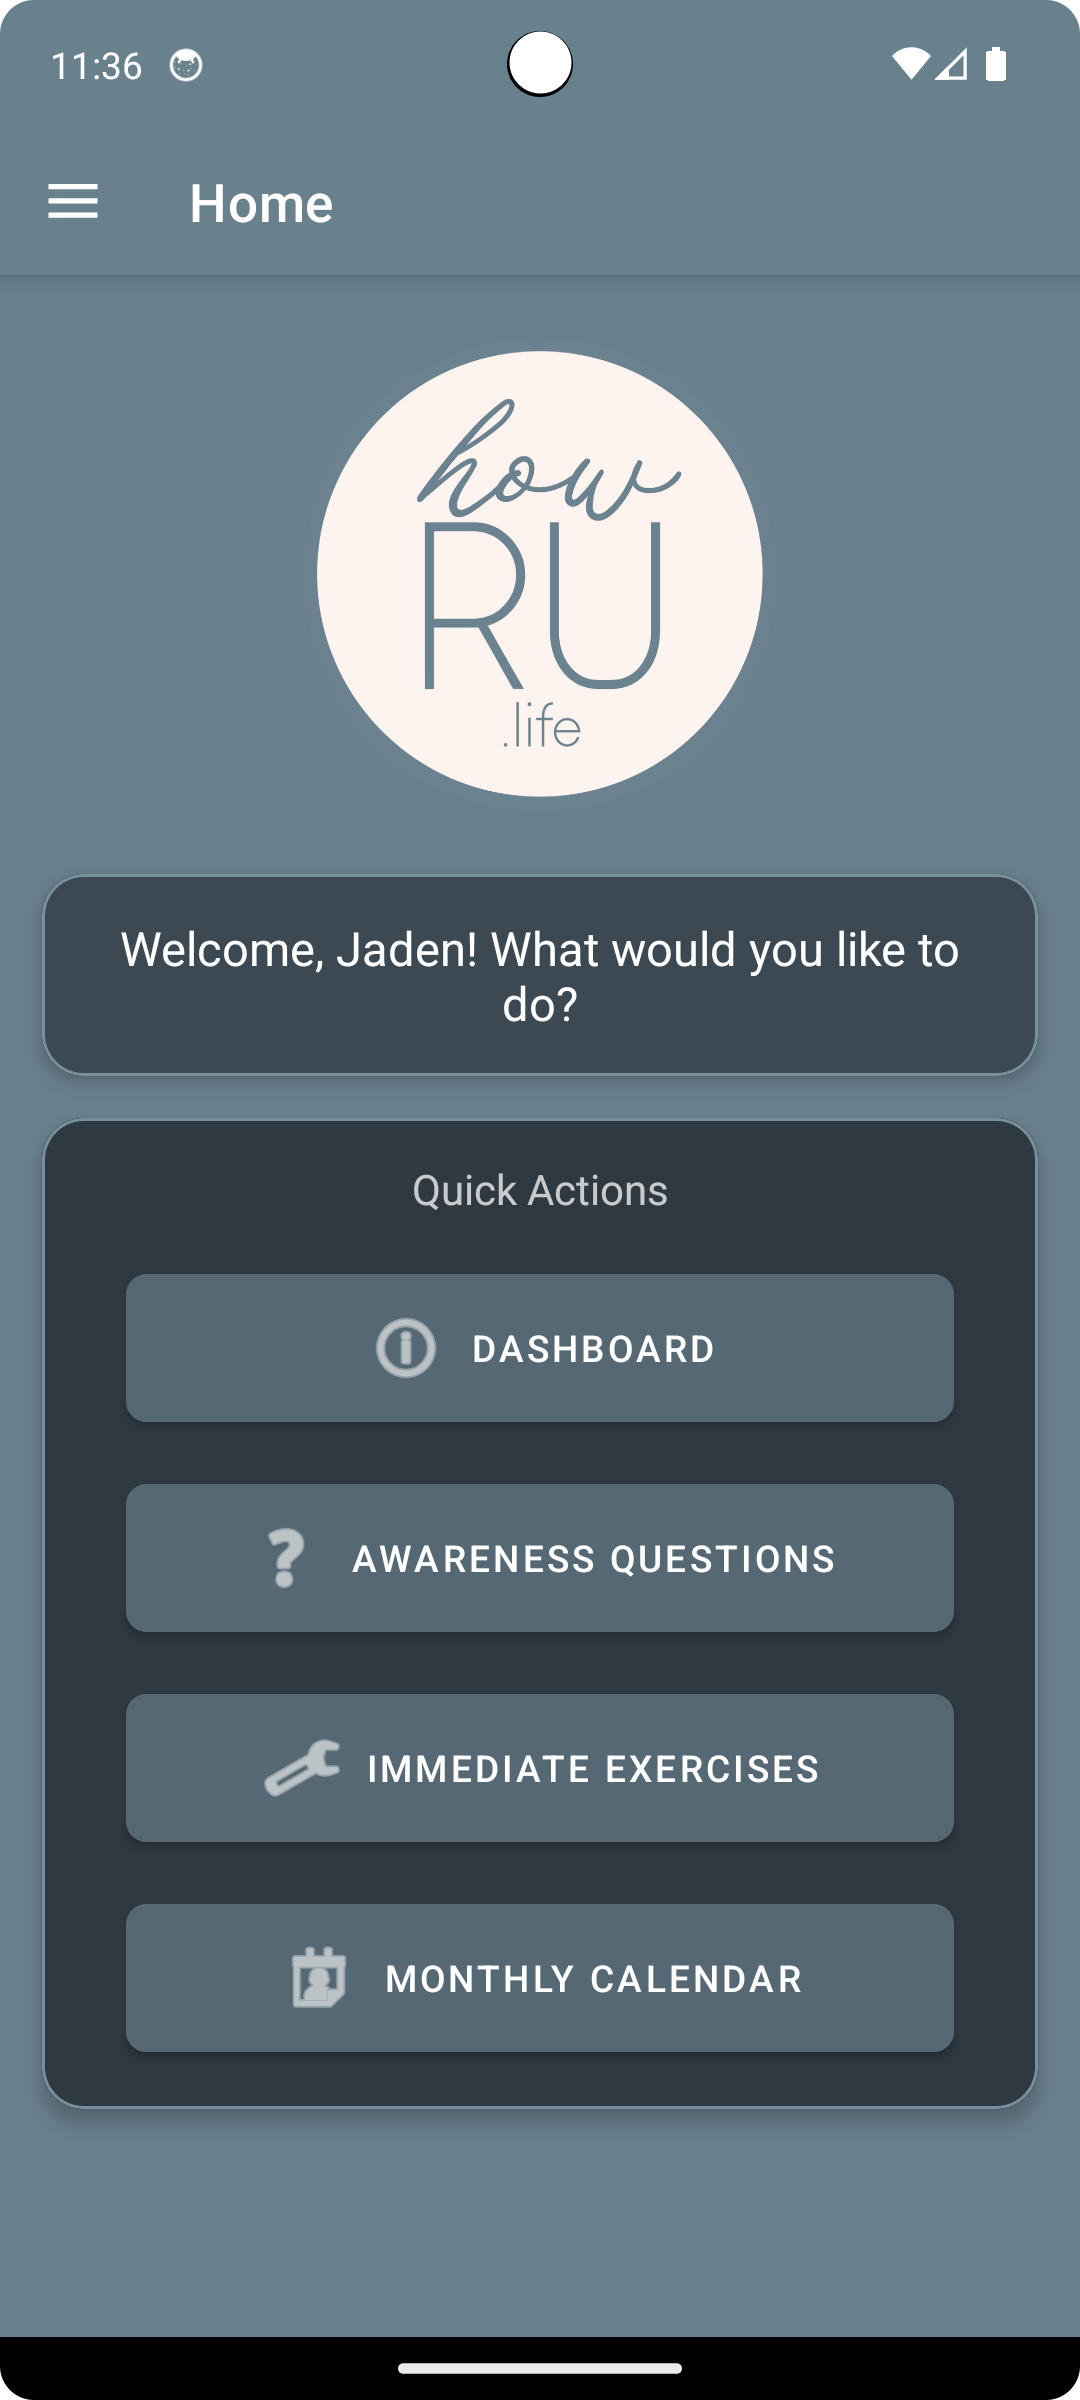 11:36
Home
how
RU
.life
Welcome, Jaden! What would you like to
do?
Quick Actions
DASHBOARD
AWARENESS QUESTIONS
IMMEDIATE EXERCISES
MONTHLY CALENDAR